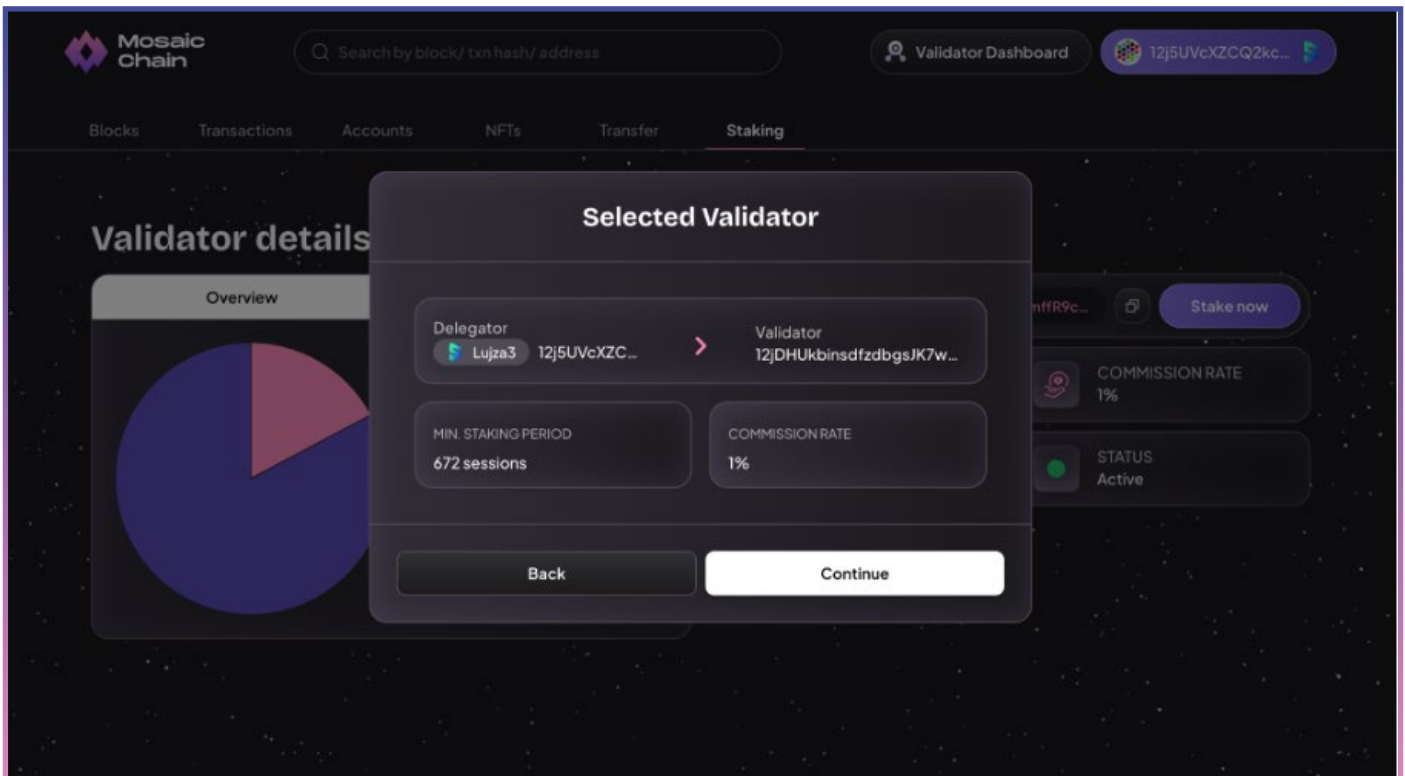 Mosaic
Chain
Search by block/ txn hash/ address
Validator Dashboard
12j5UVcXZCQ2kc...
Blocks Transactions Accounts NFTs Transfer Staking
Selected Validator
Validator details
Overview
Delegator
Lujza3 12j5UVcXZC...
Validator
12jDHUkbinsdfzdbgsJK7w...
mffR9c...
Stake now
MIN. STAKING PERIOD
672 sessions
COMMISSION RATE
1%
COMMISSION RATE
1%
STATUS
Active
Back
Continue